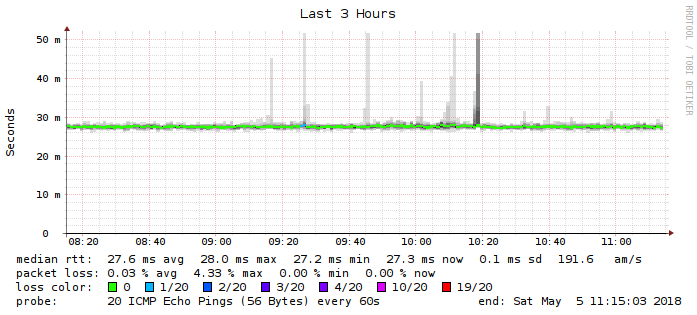 Last 3 Hours
RRDTOOL / TOBI OETIKER
Seconds
50 m
40 m
30 m
20 m
10 m
0
08:20 08:40 09:00 09:20 09:40 10:00 10:20 10:40 11:00
median rtt: 27.6 ms avg 28.0 ms max 27.2 ms min 27.3 ms now 0.1 ms sd 191.6 am/s
packet loss: 0.03 % avg 4.33 % max 0.00 % min 0.00 % now
loss color: 0 1/20 2/20 3/20 4/20 10/20 19/20
probe: 20 ICMP Echo Pings (56 Bytes) every 60s end: Sat May 5 11:15:03 2018